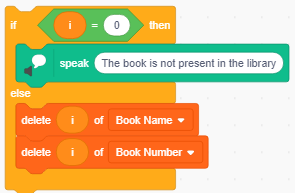 if i = 0 then
speak The book is not present in the library
else
delete i of Book Name
delete i of Book Number